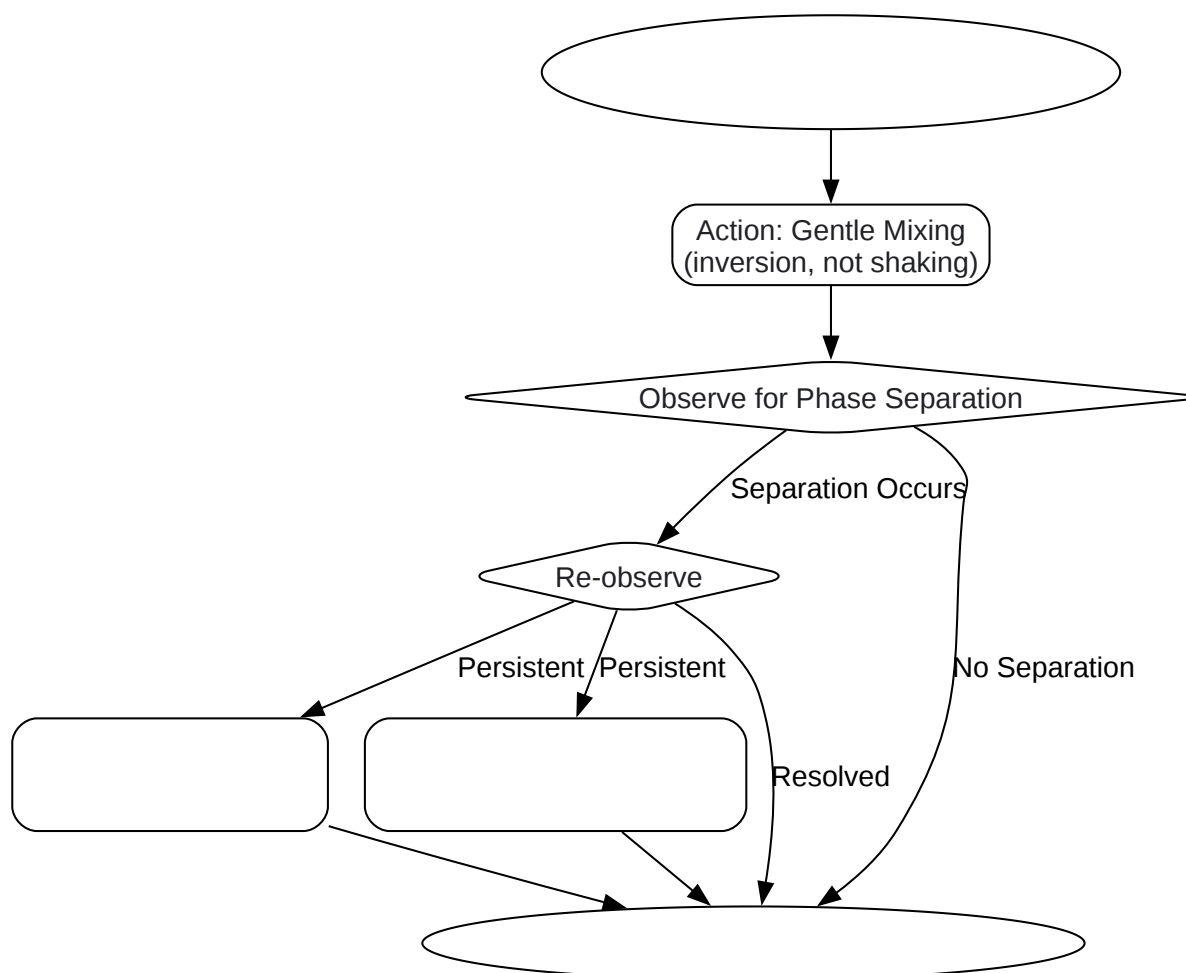 Action: Gentle Mixing
(inversion, not shaking)
Observe for Phase Separation
Separation Occurs
Re-observe
Persistent
Persistent
No Separation
Resolved